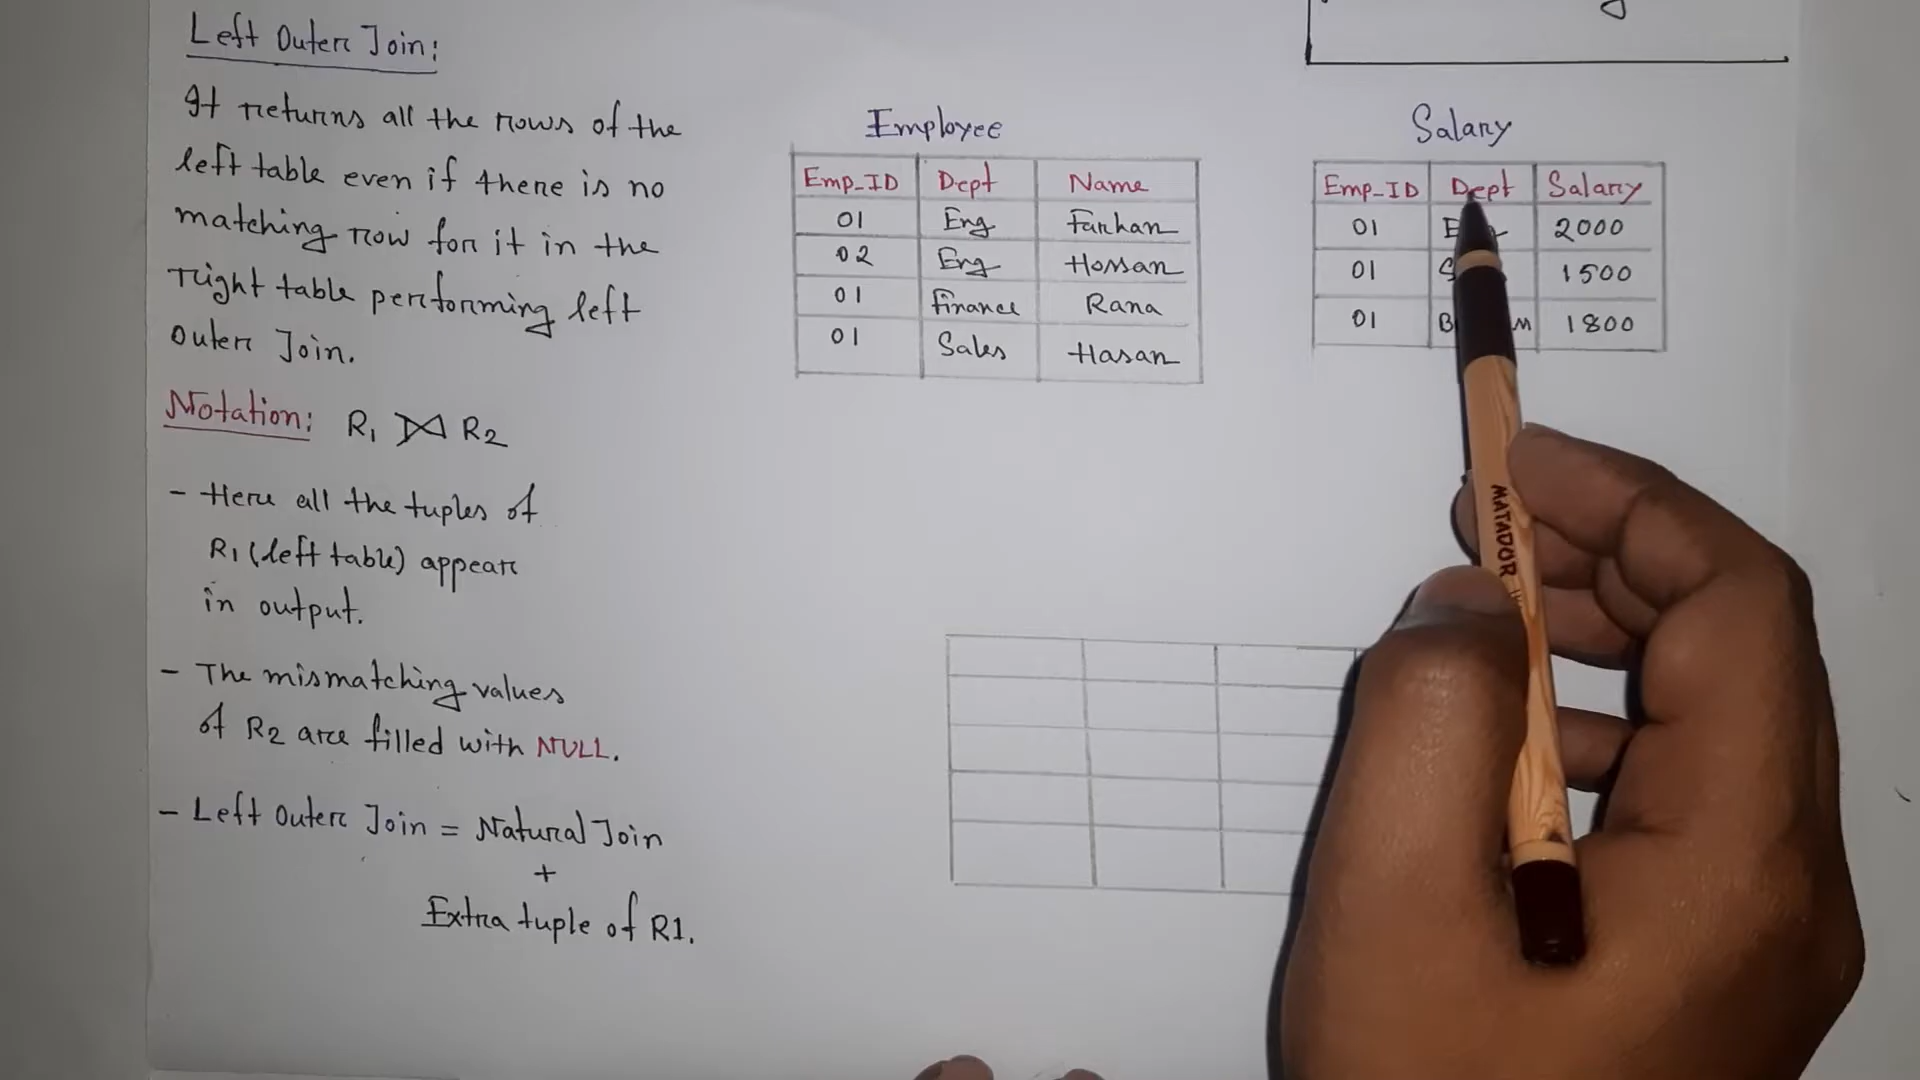 Left Outer Join:
It returns all the rows of the
left table even if there is no
matching row for it in the
right table performing left
Outer Join.
Notation: R1 ⟕ R2
- Here all the tuples of
R1 (left table) appear
in output.
- The mismatching values
of R2 are filled with NULL.
- Left Outer Join = Natural Join
+
Extra tuple of R1.
Employee
Emp_ID Dept Name
01 Eng Farhan
02 Eng Hossan
01 Finance Rana
01 Sales Hasan
Salary
Emp_ID Dept Salary
01 2000
01 1500
01 1800
MATADOR